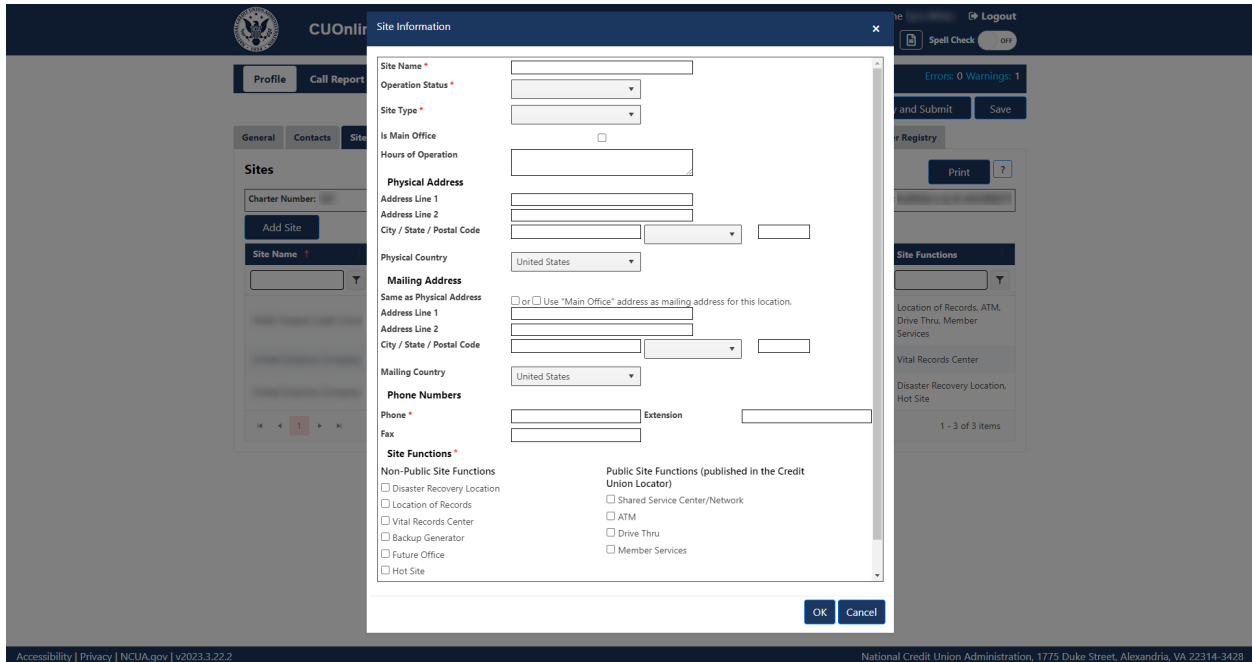 Logout
CUOnlin
Spell Check OFF
Site Information ×
Profile Call Report
Errors: 0 Warnings: 1
and Submit Save
General Contacts Site
Registry
Sites
Print ?
Charter Number:
Add Site
Site Name ↑
Site Functions
Location of Records, ATM,
Drive Thru, Member
Services
Vital Records Center
Disaster Recovery Location,
Hot Site
1
1 - 3 of 3 items
Site Name *
Operation Status *
Site Type *
Is Main Office
Hours of Operation
Physical Address
Address Line 1
Address Line 2
City / State / Postal Code
Physical Country United States
Mailing Address
Same as Physical Address or Use "Main Office" address as mailing address for this location.
Address Line 1
Address Line 2
City / State / Postal Code
Mailing Country United States
Phone Numbers
Phone * Extension
Fax
Site Functions *
Non-Public Site Functions
Disaster Recovery Location
Location of Records
Vital Records Center
Backup Generator
Future Office
Hot Site
Public Site Functions (published in the Credit
Union Locator)
Shared Service Center/Network
ATM
Drive Thru
Member Services
OK Cancel
Accessibility | Privacy | NCUA.gov | v2023.3.22.2
National Credit Union Administration, 1775 Duke Street, Alexandria, VA 22314-3428